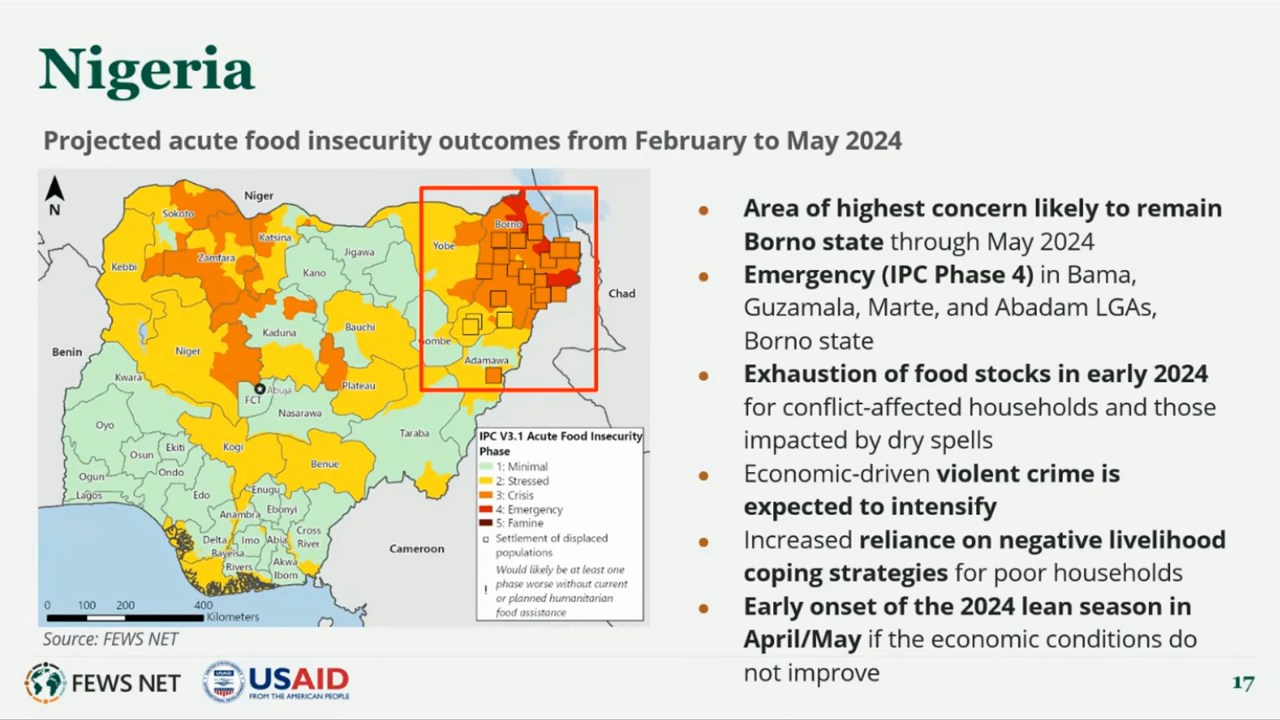 Nigeria
Projected acute food insecurity outcomes from February to May 2024
N
Niger
Sokoto
Katsina
Borno
Jigawa
Yobe
Zamfara
Kebbi
Kano
Chad
Kaduna
Bauchi
Gombe
Benin
Niger
Adamawa
Kwara
Abuja
Plateau
FCT
Nasarawa
Oyo
Taraba
Kogi
Osun
Ekiti
Benue
Ondo
Ogun
Enugu
Lagos
Edo
Ebonyi
Anambra
Cross
River
Delta
Imo
Abia
Bayelsa
Rivers
Akwa
Ibom
Cameroon
IPC V3.1 Acute Food Insecurity
Phase
1: Minimal
2: Stressed
3: Crisis
4: Emergency
5: Famine
Settlement of displaced
populations
! Would likely be at least one
phase worse without current
or planned humanitarian
food assistance
0 100 200 400
Kilometers
Source: FEWS NET
• Area of highest concern likely to remain
Borno state through May 2024
• Emergency (IPC Phase 4) in Bama,
Guzamala, Marte, and Abadam LGAs,
Borno state
• Exhaustion of food stocks in early 2024
for conflict-affected households and those
impacted by dry spells
• Economic-driven violent crime is
expected to intensify
• Increased reliance on negative livelihood
coping strategies for poor households
• Early onset of the 2024 lean season in
April/May if the economic conditions do
not improve
FEWS NET
USAID
USAID
FROM THE AMERICAN PEOPLE
17